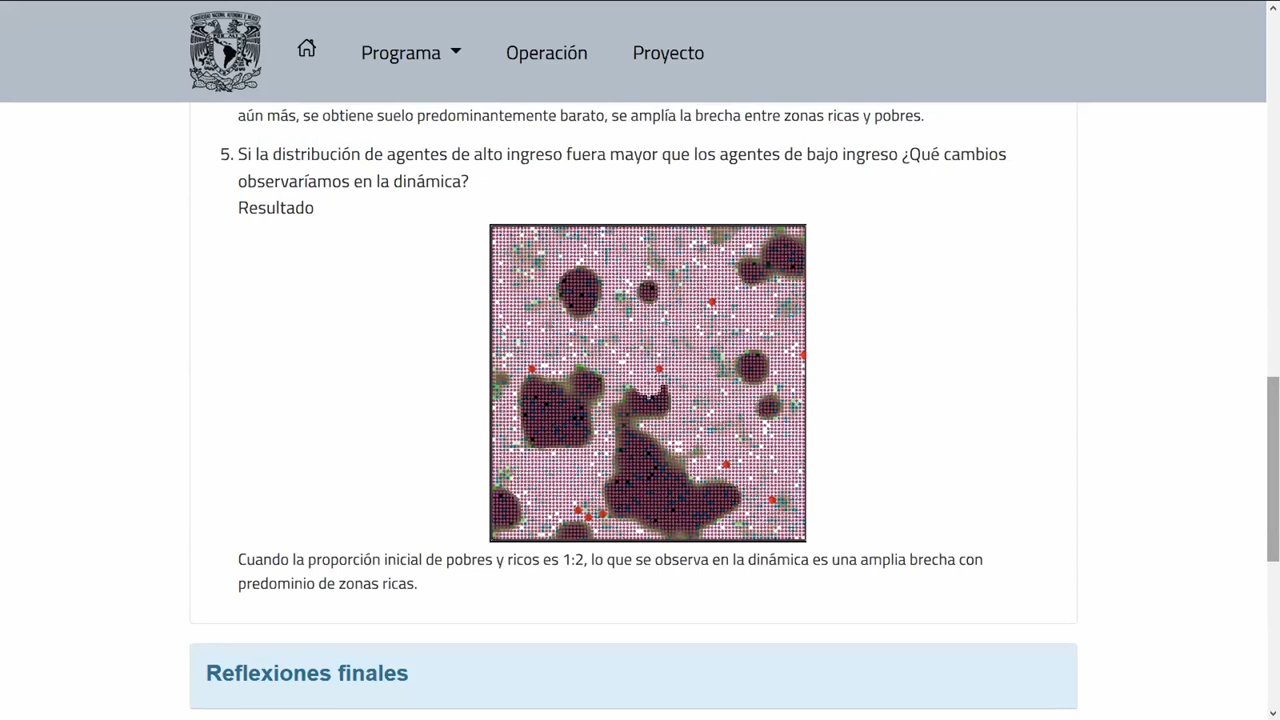 Programa
Operación
Proyecto
aún más, se obtiene suelo predominantemente barato, se amplía la brecha entre zonas ricas y pobres.
5. Si la distribución de agentes de alto ingreso fuera mayor que los agentes de bajo ingreso ¿Qué cambios
observaríamos en la dinámica?
Resultado
Cuando la proporción inicial de pobres y ricos es 1:2, lo que se observa en la dinámica es una amplia brecha con
predominio de zonas ricas.
Reflexiones finales